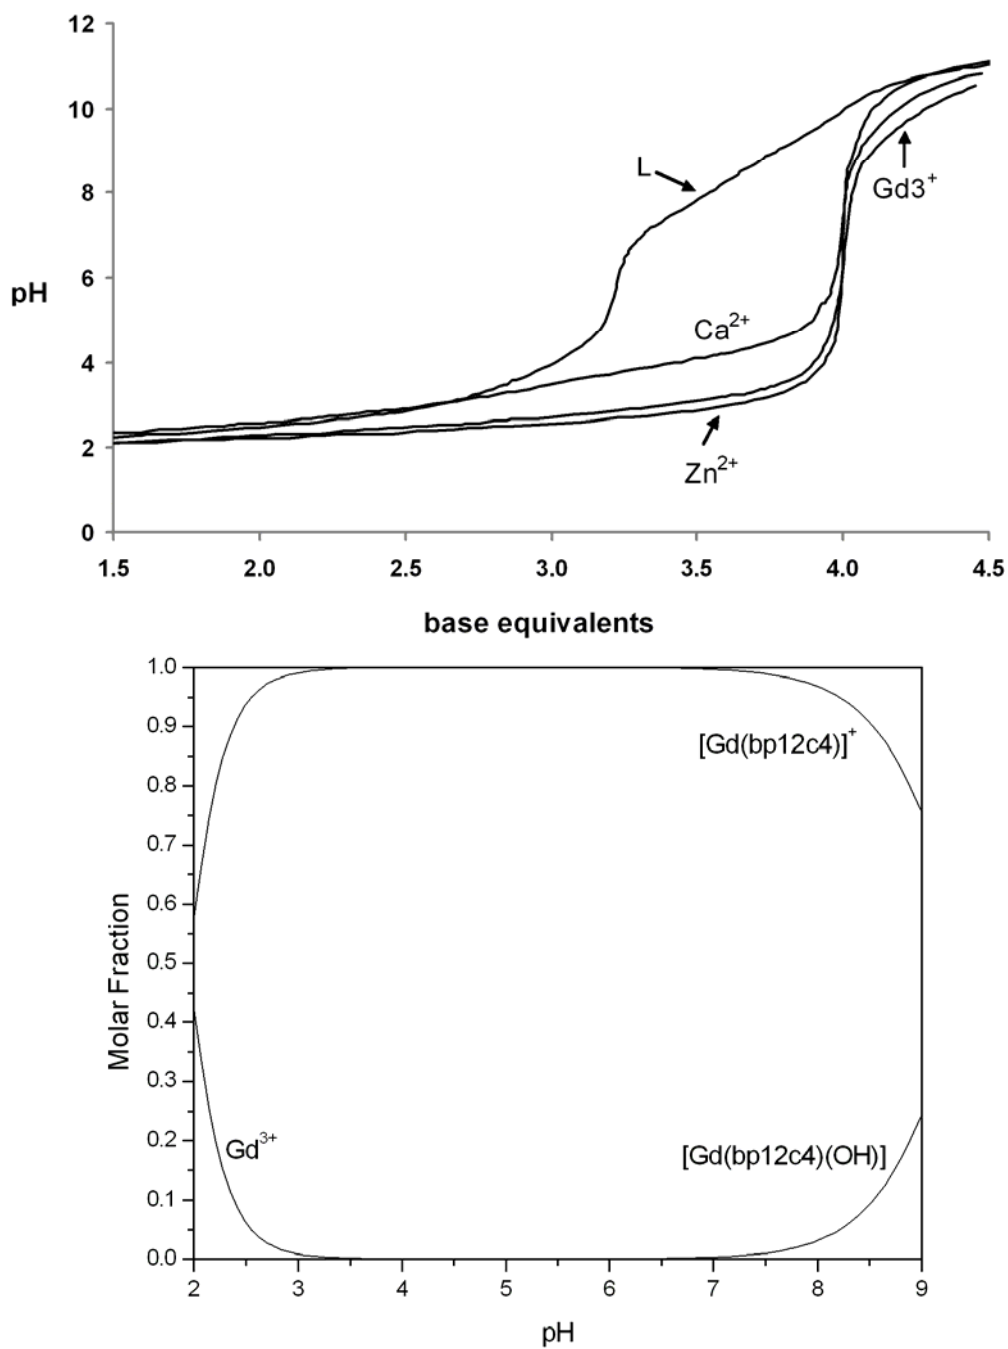 12
10
L
Gd3⁺
8
pH
6
Ca²⁺
4
Zn²⁺
2
0
1.5 2.0 2.5 3.0 3.5 4.0 4.5
base equivalents
1.0
0.9
[Gd(bp12c4)]⁺
0.8
0.7
0.6
Molar Fraction
0.5
0.4
0.3
0.2
Gd³⁺
[Gd(bp12c4)(OH)]
0.1
0.0
2 3 4 5 6 7 8 9
pH